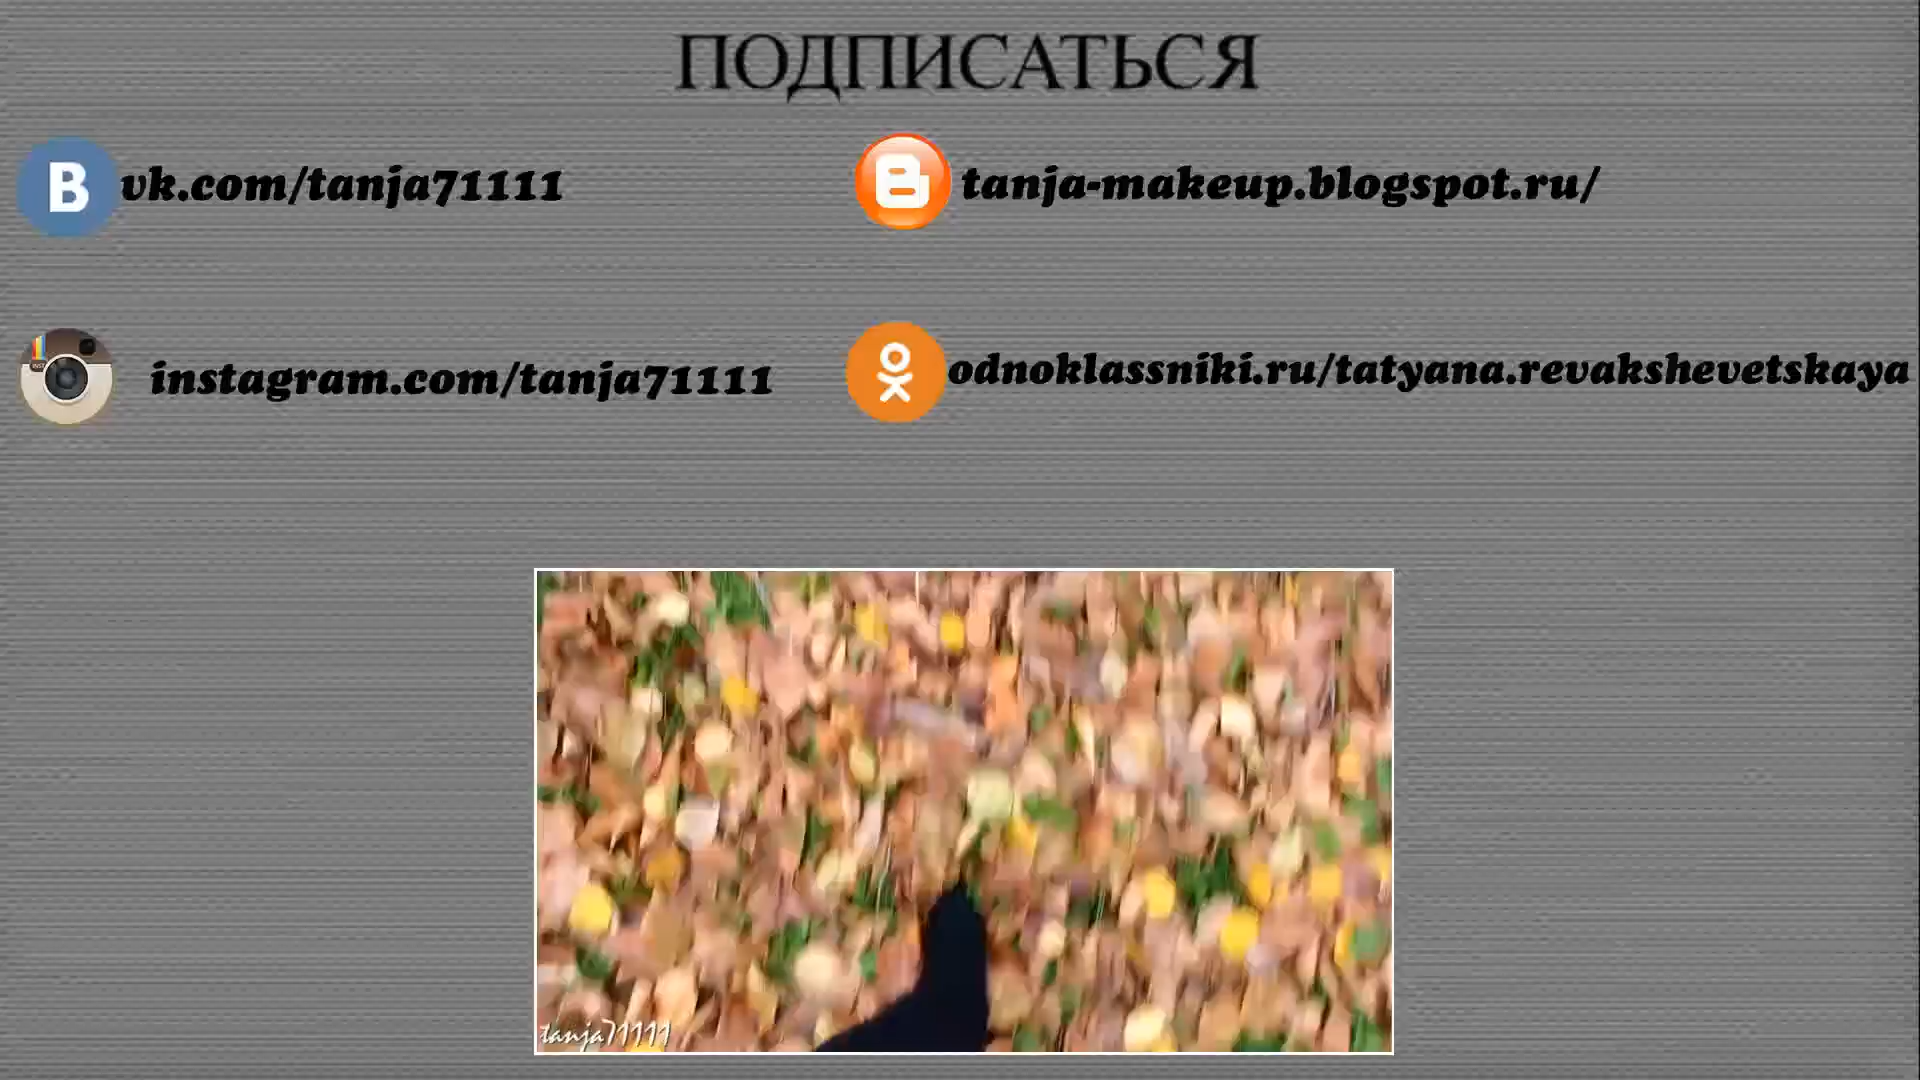 ПОДПИСАТЬСЯ
vk.com/tanja71111
tanja-makeup.blogspot.ru/
instagram.com/tanja71111
odnoklassniki.ru/tatyana.revakshevetskaya
tanja71111